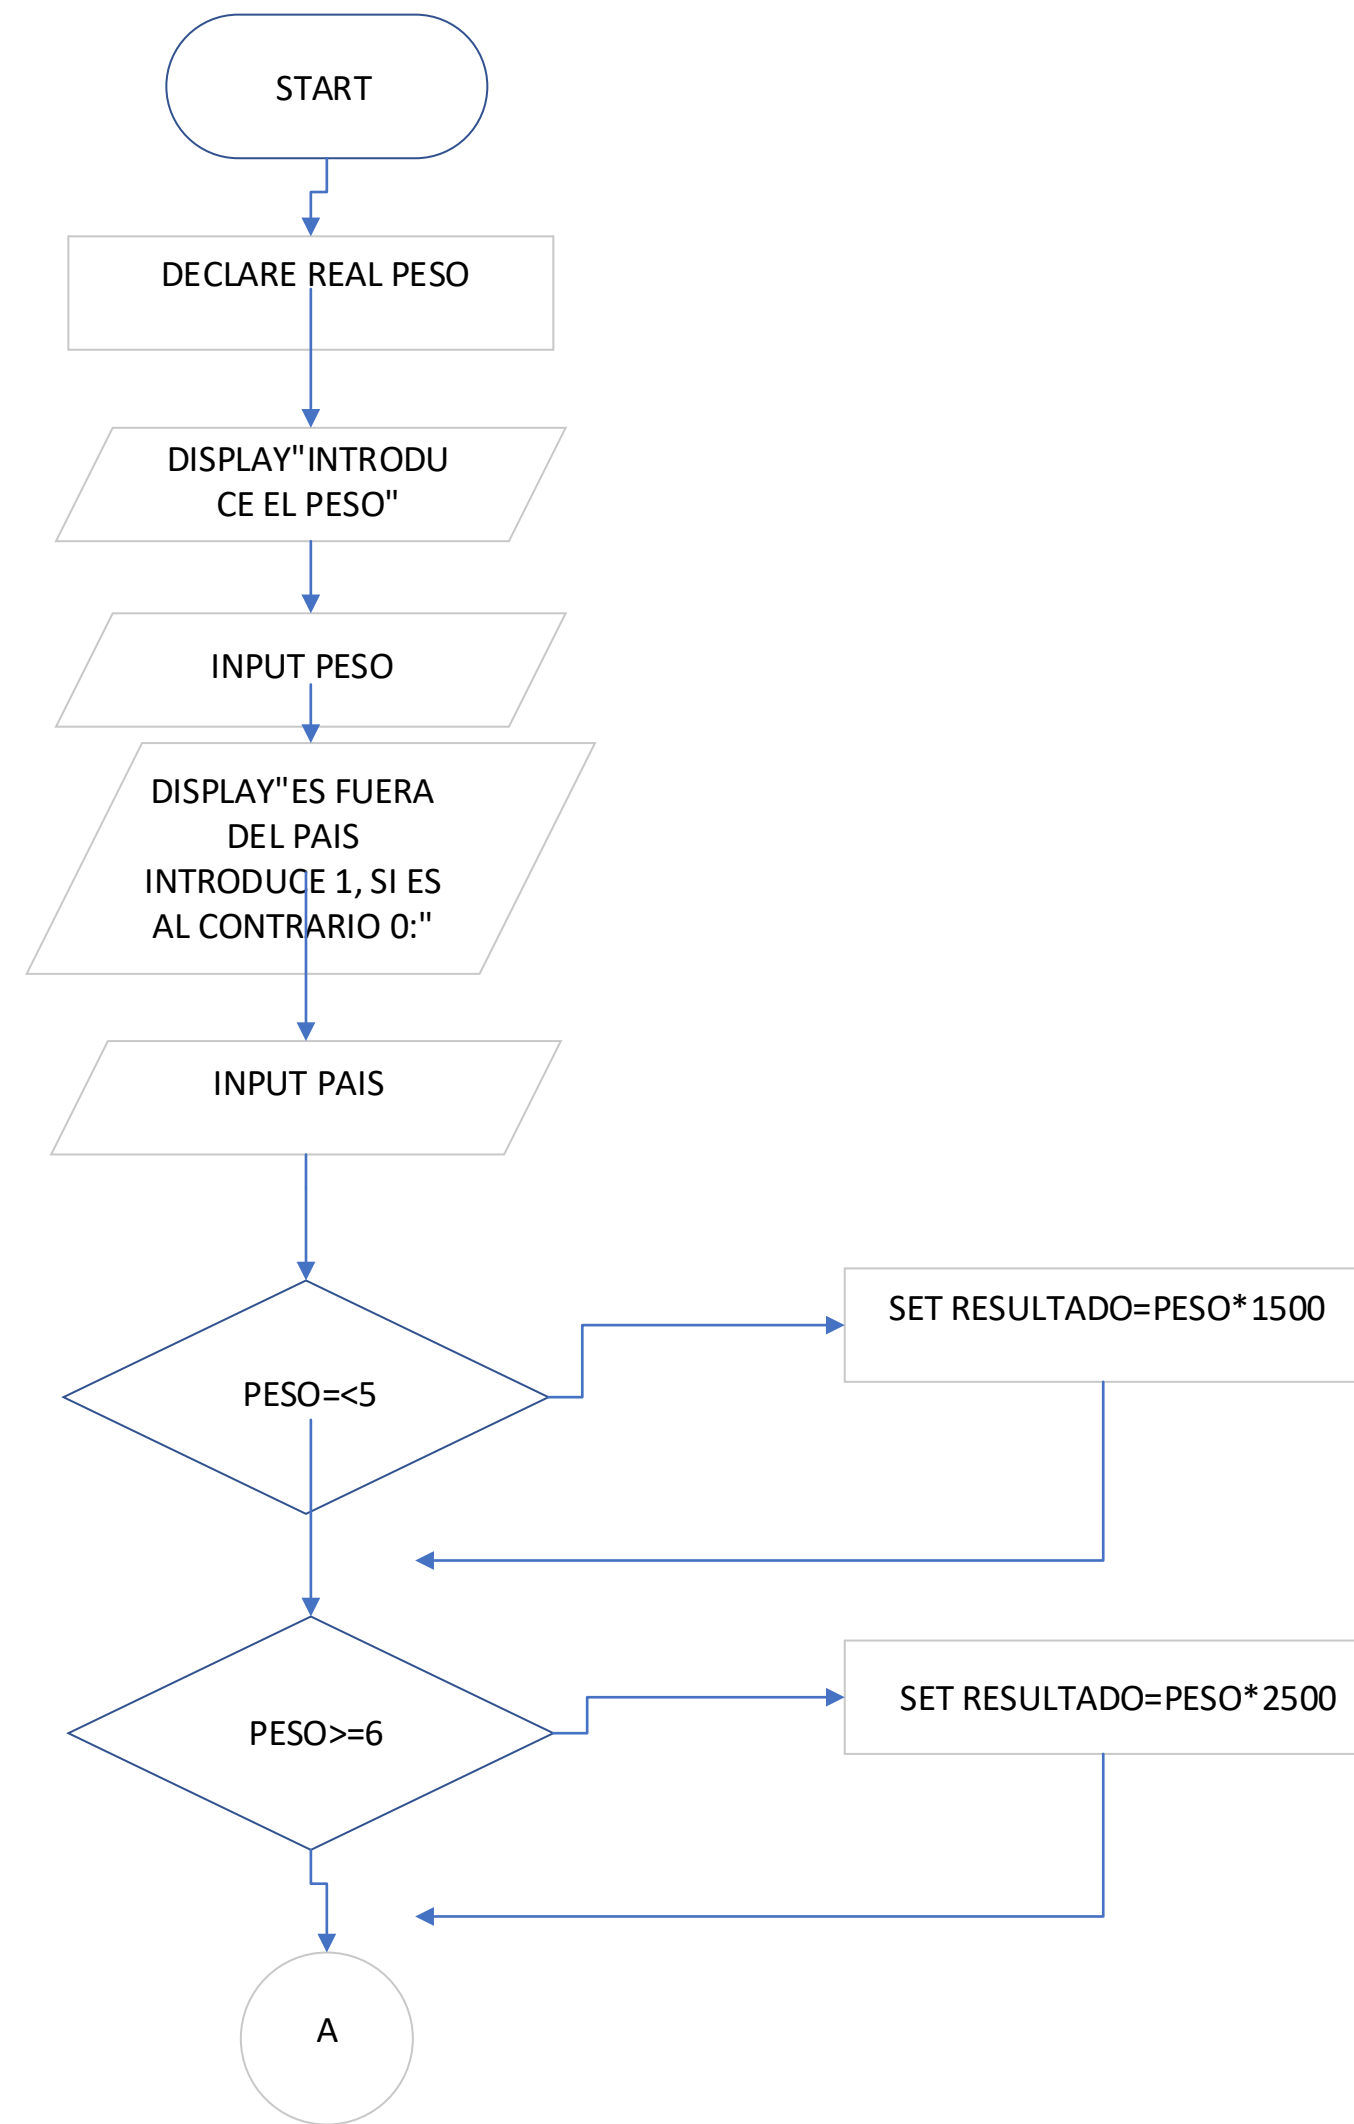 START
DECLARE REAL PESO
DISPLAY"INTRODU
CE EL PESO"
INPUT PESO
DISPLAY"ES FUERA
DEL PAIS
INTRODUCE 1, SI ES
AL CONTRARIO 0:"
INPUT PAIS
PESO=<5
SET RESULTADO=PESO*1500
PESO>=6
SET RESULTADO=PESO*2500
A